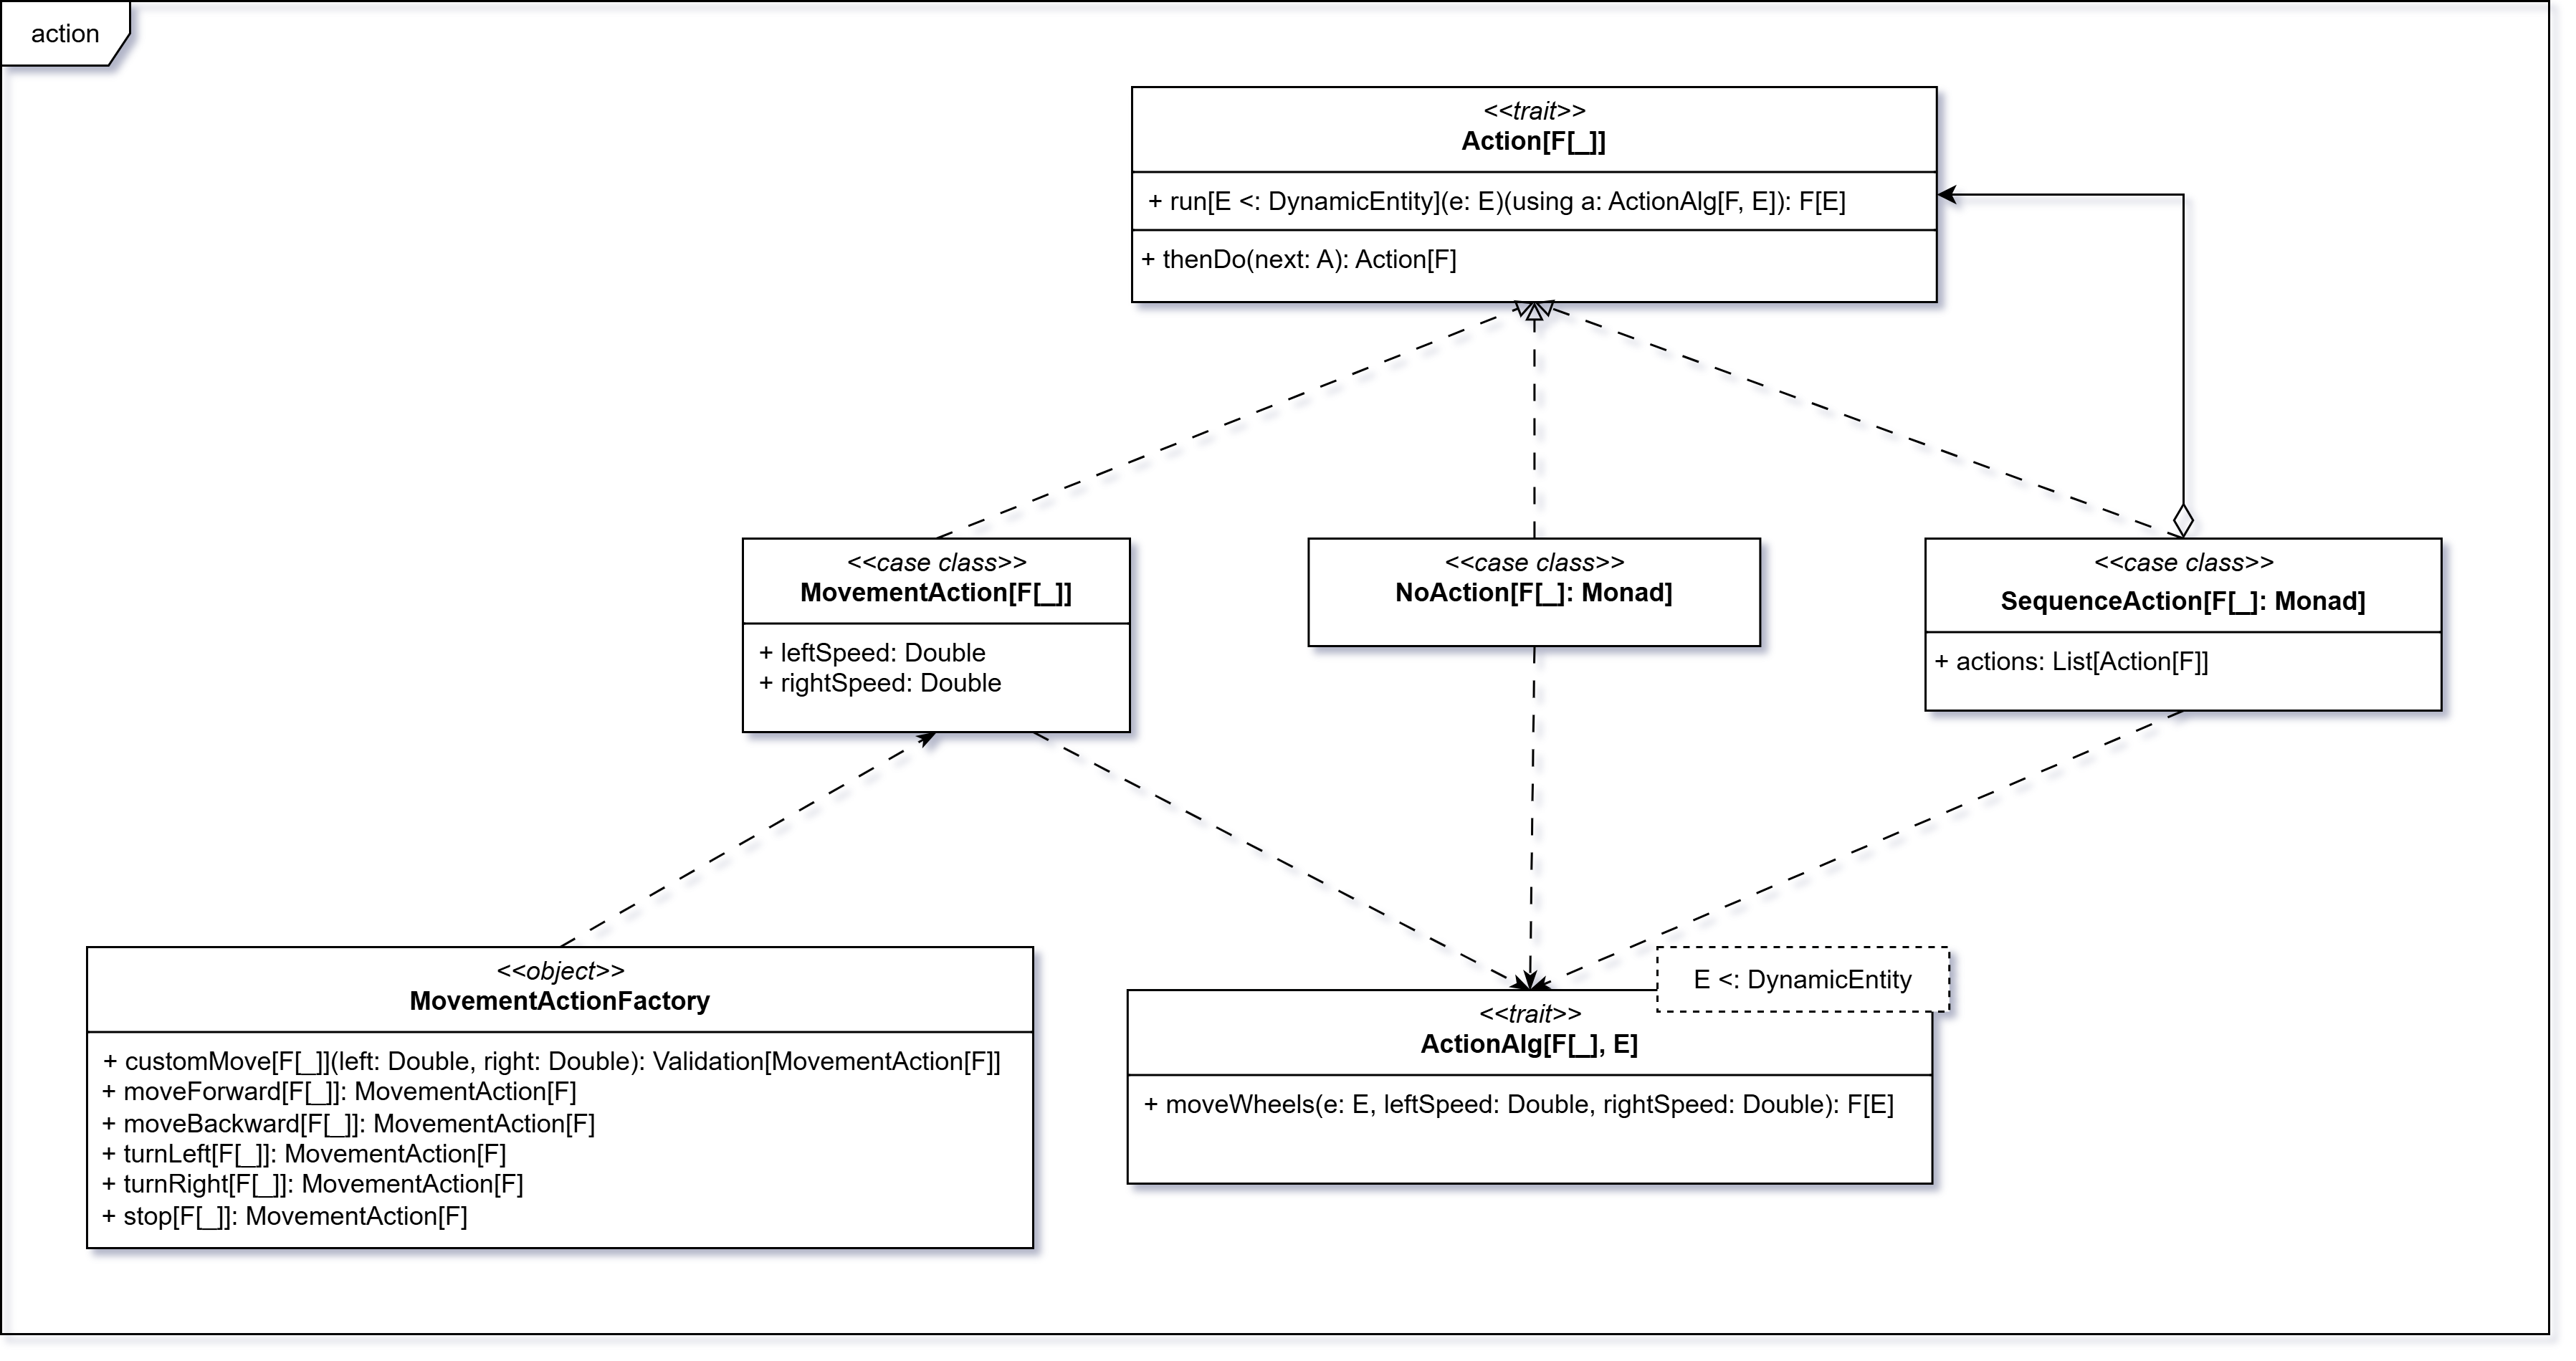 action
<<trait>>
Action[F[_]]
+ run[E <: DynamicEntity](e: E)(using a: ActionAlg[F, E]): F[E]
+ thenDo(next: A): Action[F]
<<case class>>
MovementAction[F[_]]
+ leftSpeed: Double
+ rightSpeed: Double
<<case class>>
NoAction[F[_]: Monad]
<<case class>>
SequenceAction[F[_]: Monad]
+ actions: List[Action[F]]
<<object>>
MovementActionFactory
+ customMove[F[_]](left: Double, right: Double): Validation[MovementAction[F]]
+ moveForward[F[_]]: MovementAction[F]
+ moveBackward[F[_]]: MovementAction[F]
+ turnLeft[F[_]]: MovementAction[F]
+ turnRight[F[_]]: MovementAction[F]
+ stop[F[_]]: MovementAction[F]
E <: DynamicEntity
<<trait>>
ActionAlg[F[_], E]
+ moveWheels(e: E, leftSpeed: Double, rightSpeed: Double): F[E]